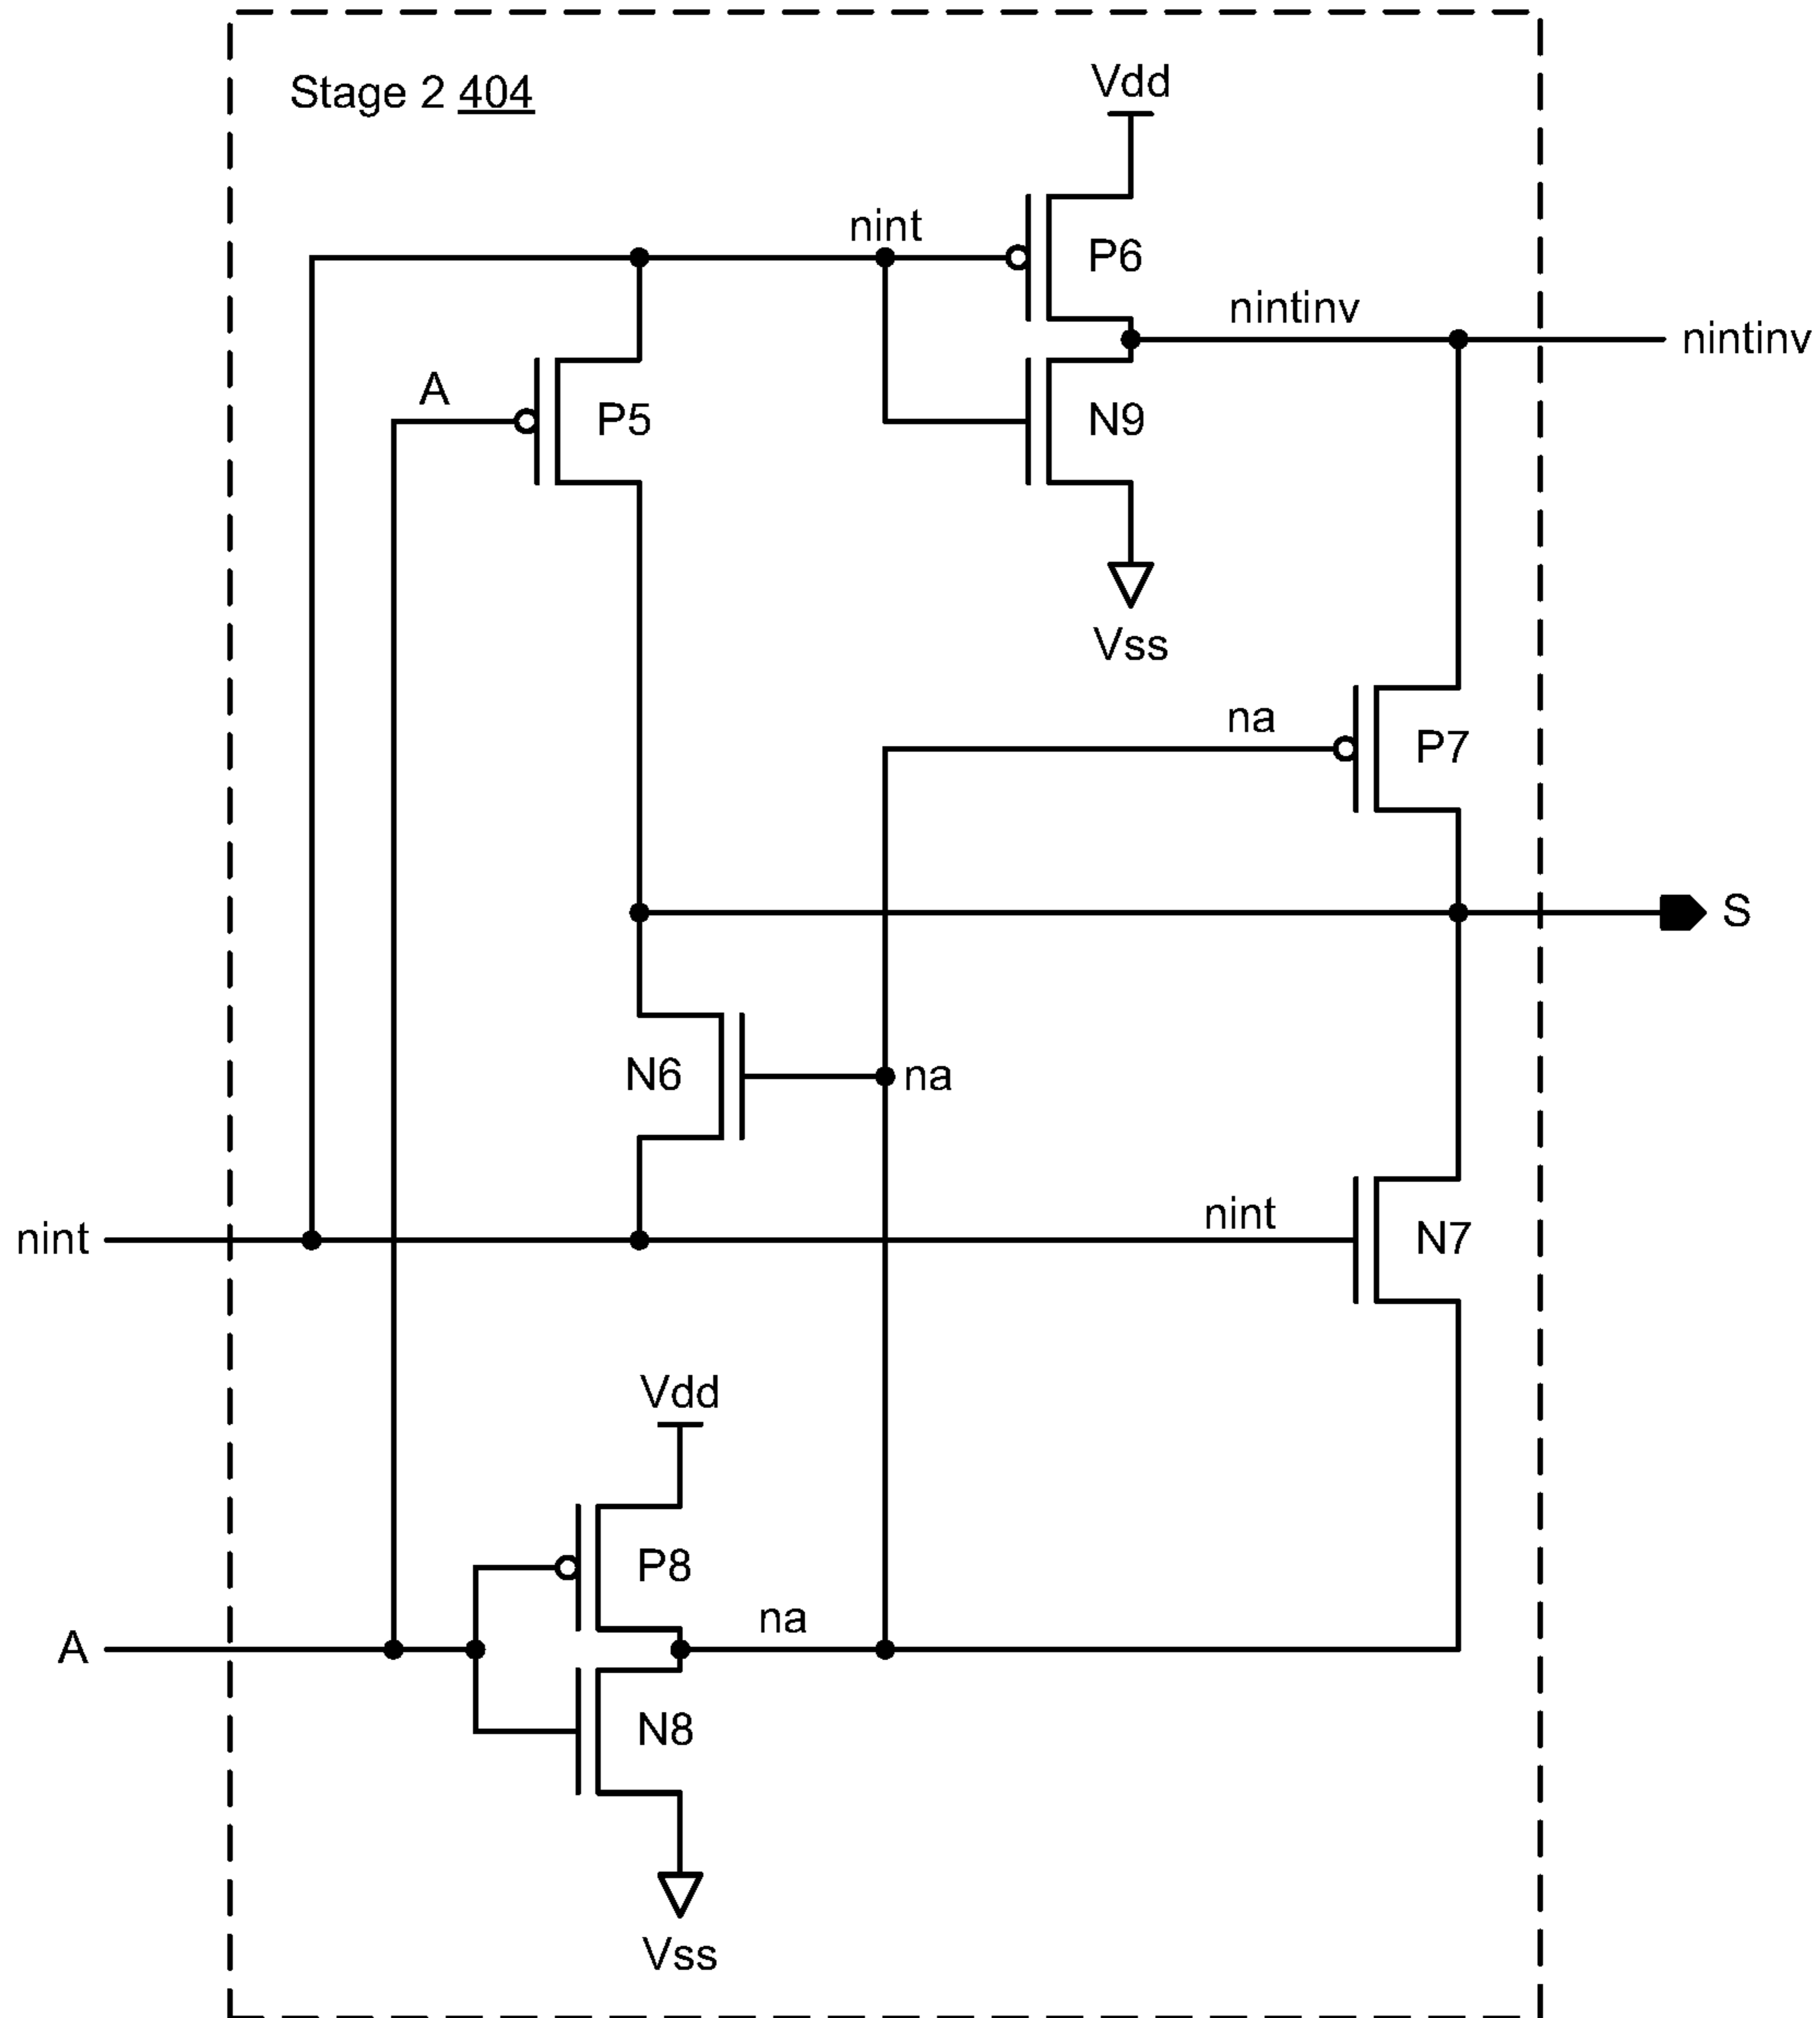 Stage 2 404
Vdd
nint
P6
nintinv
nintinv
A
P5
N9
Vss
na
P7
S
N6
na
nint
nint
N7
Vdd
P8
na
A
N8
Vss